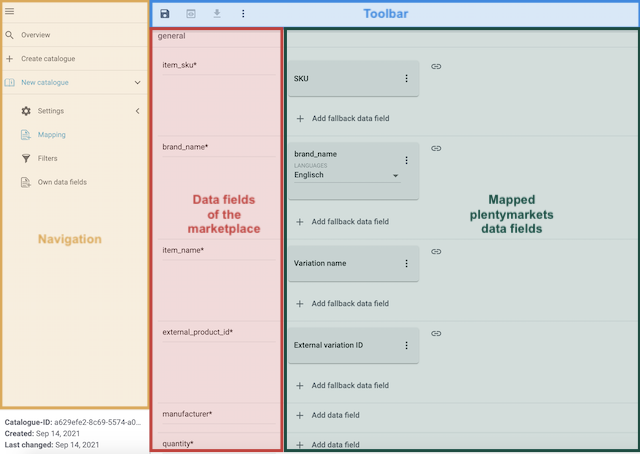 Toolbar
Overview
Create catalogue
New catalogue
Settings
Mapping
Filters
Own data fields
Navigation
Catalogue-ID: a629efe2-8c69-5574-a0...
Created: Sep 14, 2021
Last changed: Sep 14, 2021
general
item_sku*
SKU
Add fallback data field
brand_name*
brand_name
LANGUAGES
Englisch
Add fallback data field
Data fields
of the
marketplace
Mapped
plentymarkets
data fields
item_name*
Variation name
Add fallback data field
external_product_id*
External variation ID
Add fallback data field
manufacturer*
Add data field
quantity*
Add data field